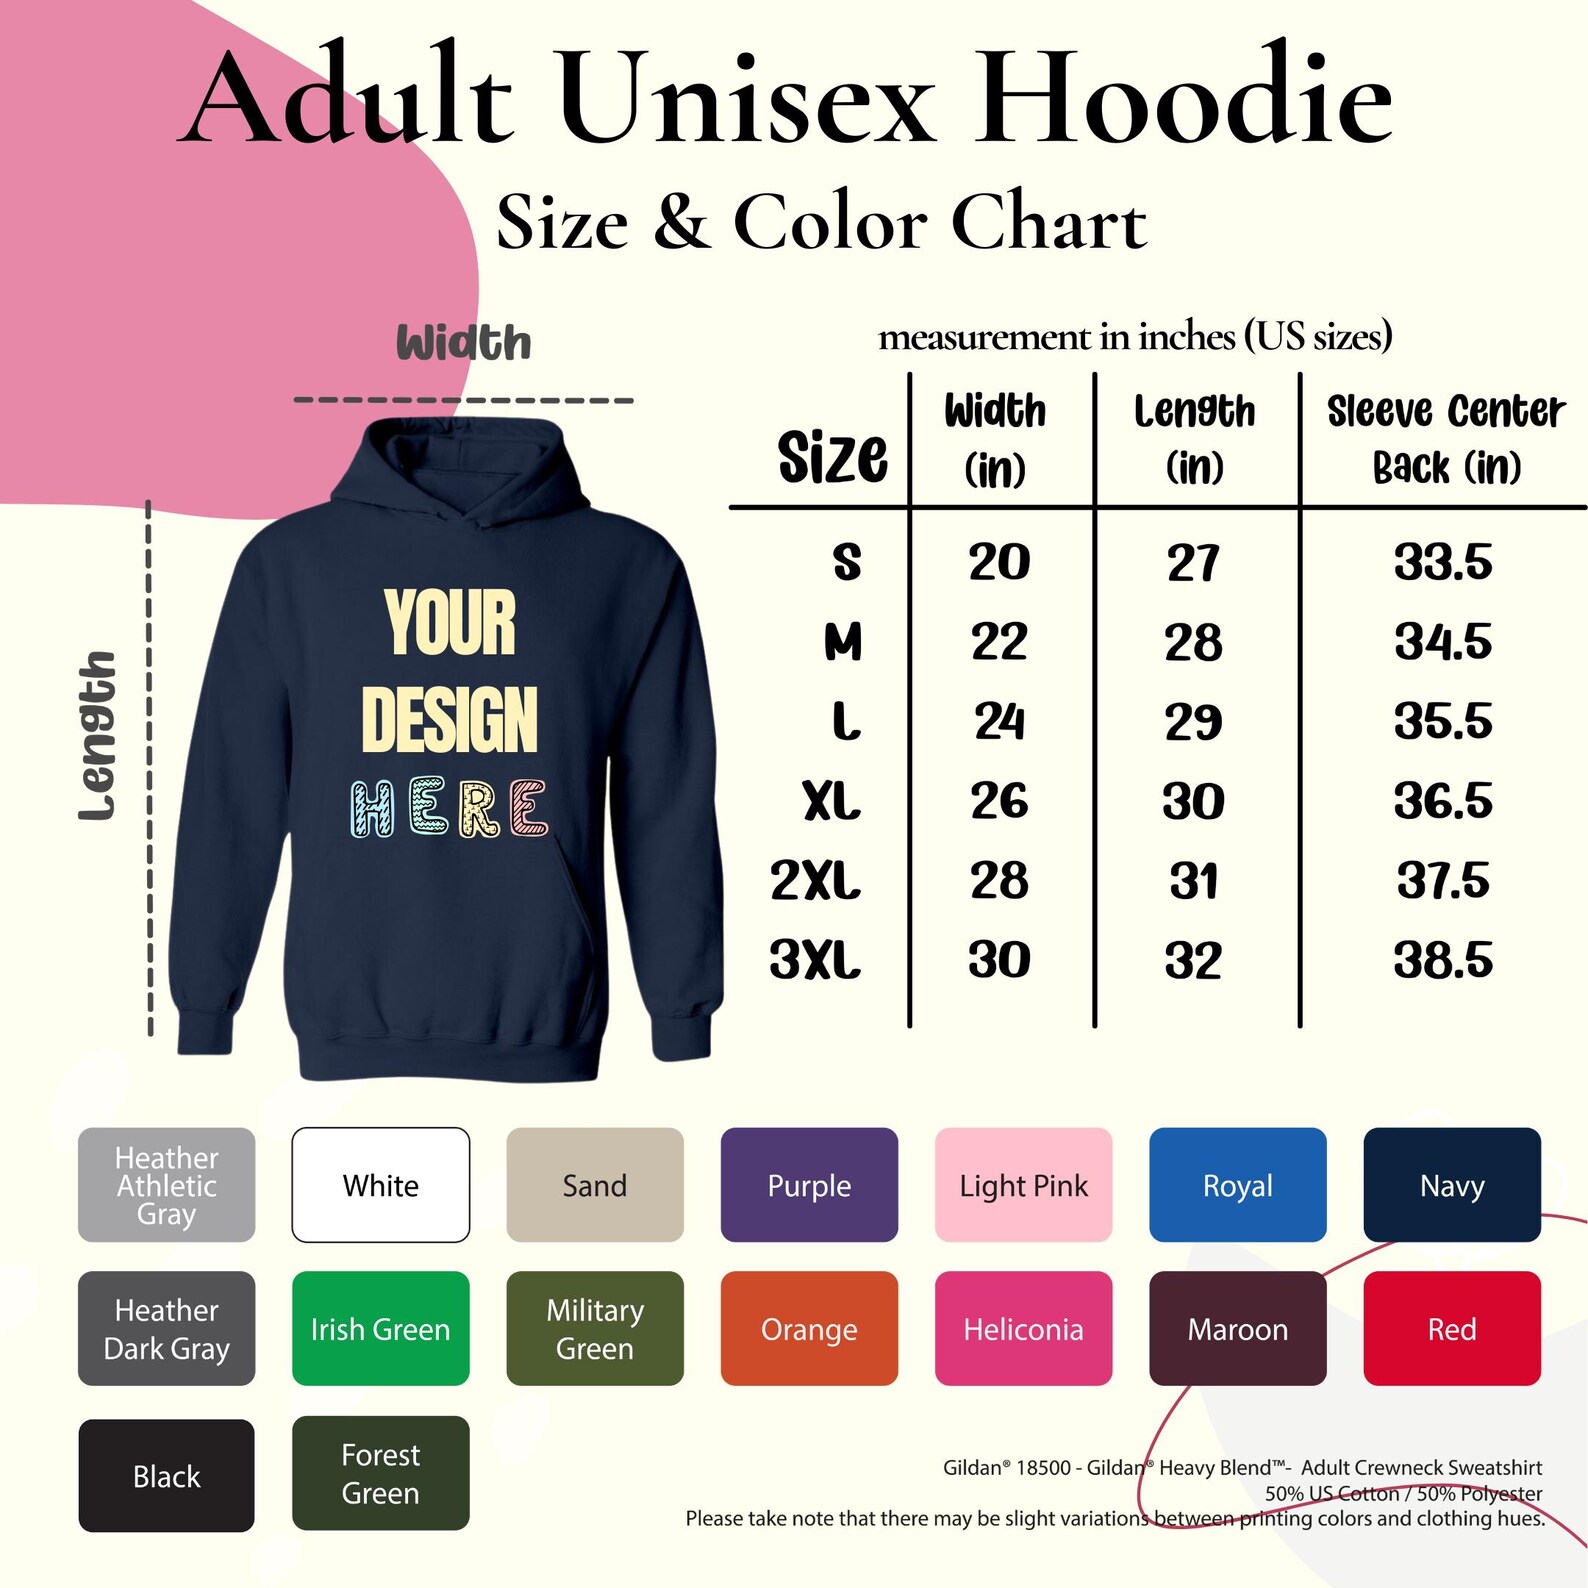 Adult Unisex Hoodie
Size & Color Chart
Width
Length
YOUR
DESIGN
HERE
measurement in inches (US sizes)
Size Width (in) Length (in) Sleeve Center Back (in)
S 20 27 33.5
M 22 28 34.5
L 24 29 35.5
XL 26 30 36.5
2XL 28 31 37.5
3XL 30 32 38.5
Heather Athletic Gray
White
Sand
Purple
Light Pink
Royal
Navy
Heather Dark Gray
Irish Green
Military Green
Orange
Heliconia
Maroon
Red
Black
Forest Green
Gildan® 18500 - Gildan® Heavy Blend™- Adult Crewneck Sweatshirt
50% US Cotton / 50% Polyester
Please take note that there may be slight variations between printing colors and clothing hues.